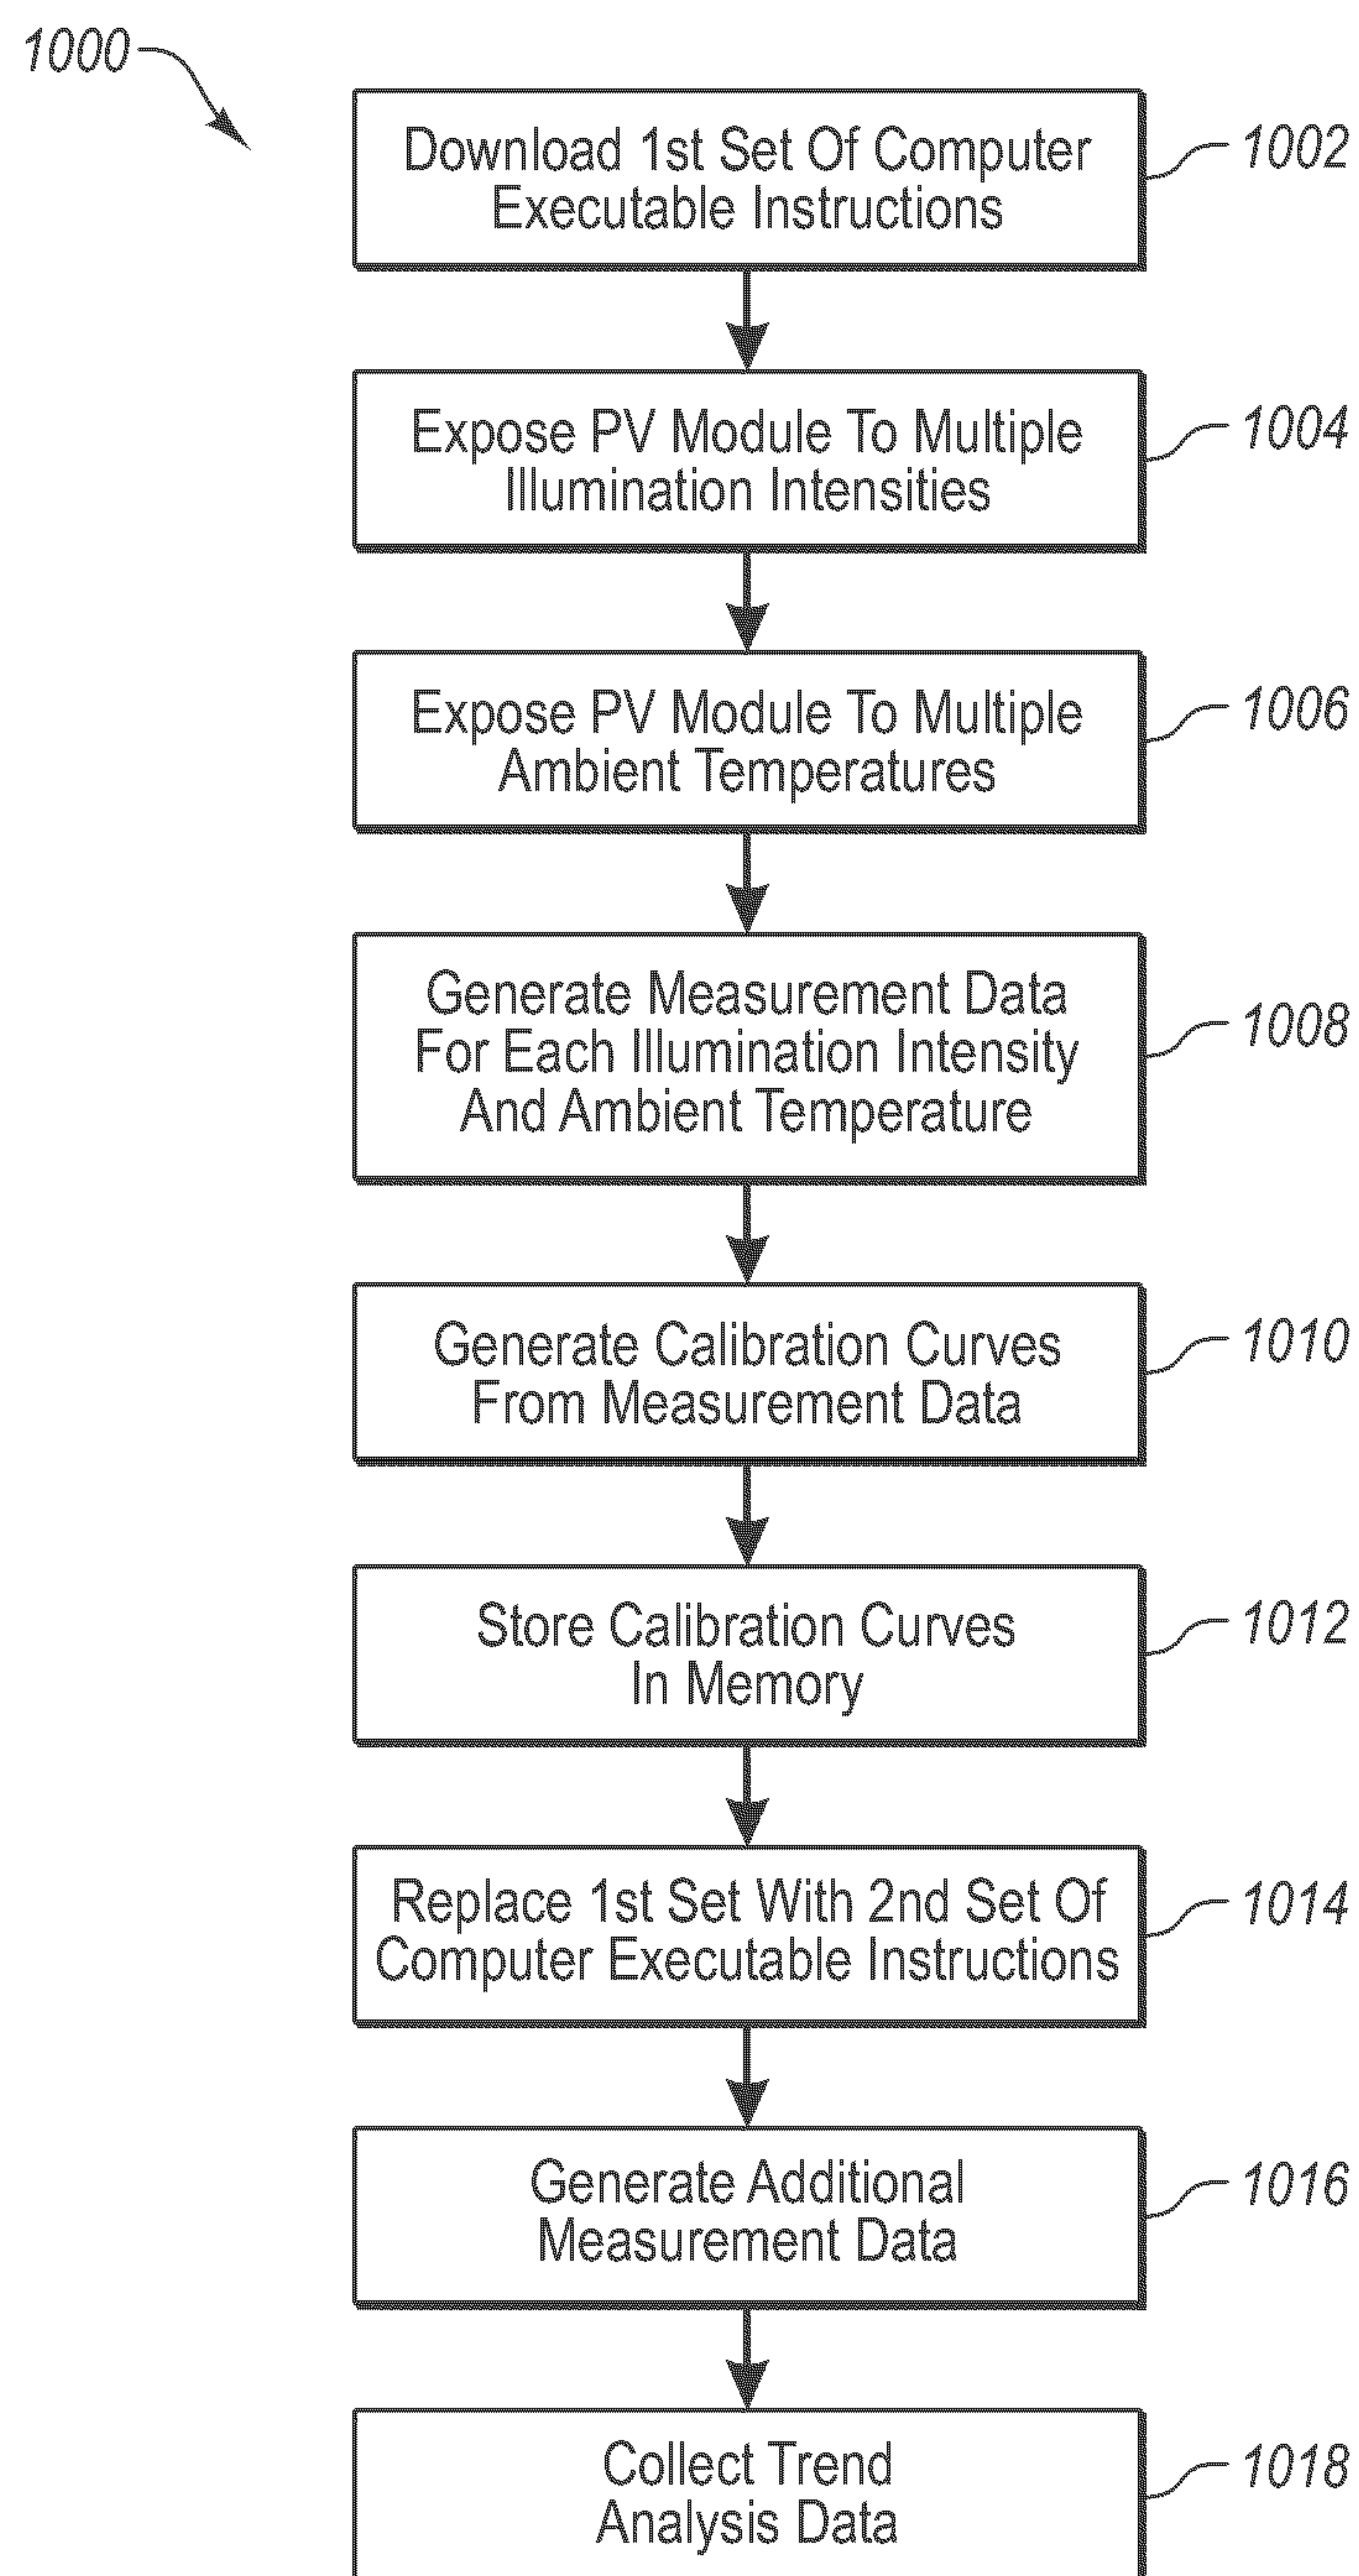 1000
Download 1st Set Of Computer
Executable Instructions
1002
Expose PV Module To Multiple
Illumination Intensities
1004
Expose PV Module To Multiple
Ambient Temperatures
1006
Generate Measurement Data
For Each Illumination Intensity
And Ambient Temperature
1008
Generate Calibration Curves
From Measurement Data
1010
Store Calibration Curves
In Memory
1012
Replace 1st Set With 2nd Set Of
Computer Executable Instructions
1014
Generate Additional
Measurement Data
1016
Collect Trend
Analysis Data
1018